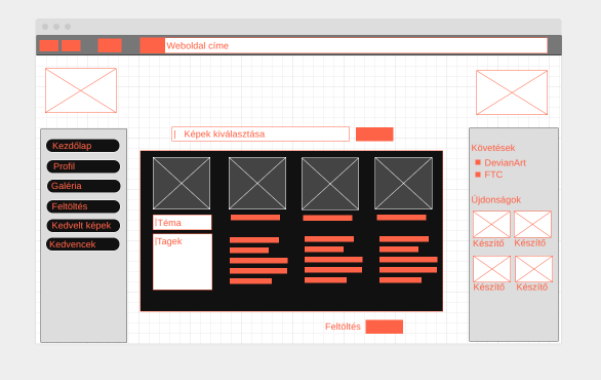 Weboldal címe
Képek kiválasztása
Kezdőlap
Profil
Galéria
Feltöltés
Kedvelt képek
Kedvencek
Téma
Tagek
Feltöltés
Követések
DevianArt
FTC
Újdonságok
Készítő Készítő
Készítő Készítő